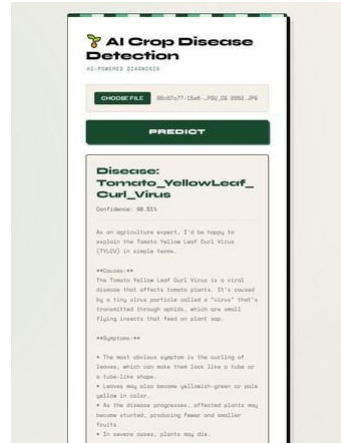 AI Crop Disease
Detection
AI-POWERED DIAGNOSIS
CHOOSE FILE
PREDICT
Disease:
Tomato_YellowLeaf_
Curl_Virus
As an agriculture expert, I'd be happy to
explain the Tomato Yellow Leaf Curl Virus
(TYLCV) in simple terms.
**Causes:**
The Tomato Yellow Leaf Curl Virus is a viral
disease that affects tomato plants. It's caused
by a tiny virus particle called a "virus" that's
transmitted through aphids, which are small
flying insects that feed on plant sap.
**Symptoms:**
* The most obvious symptom is the curling of
leaves, which can make them look like a tube or
a tube-like shape.
* Leaves may also become yellowish-green or pale
yellow in color.
* As the disease progresses, affected plants may
become stunted, producing fewer and smaller
fruits.
* In severe cases, plants may die.